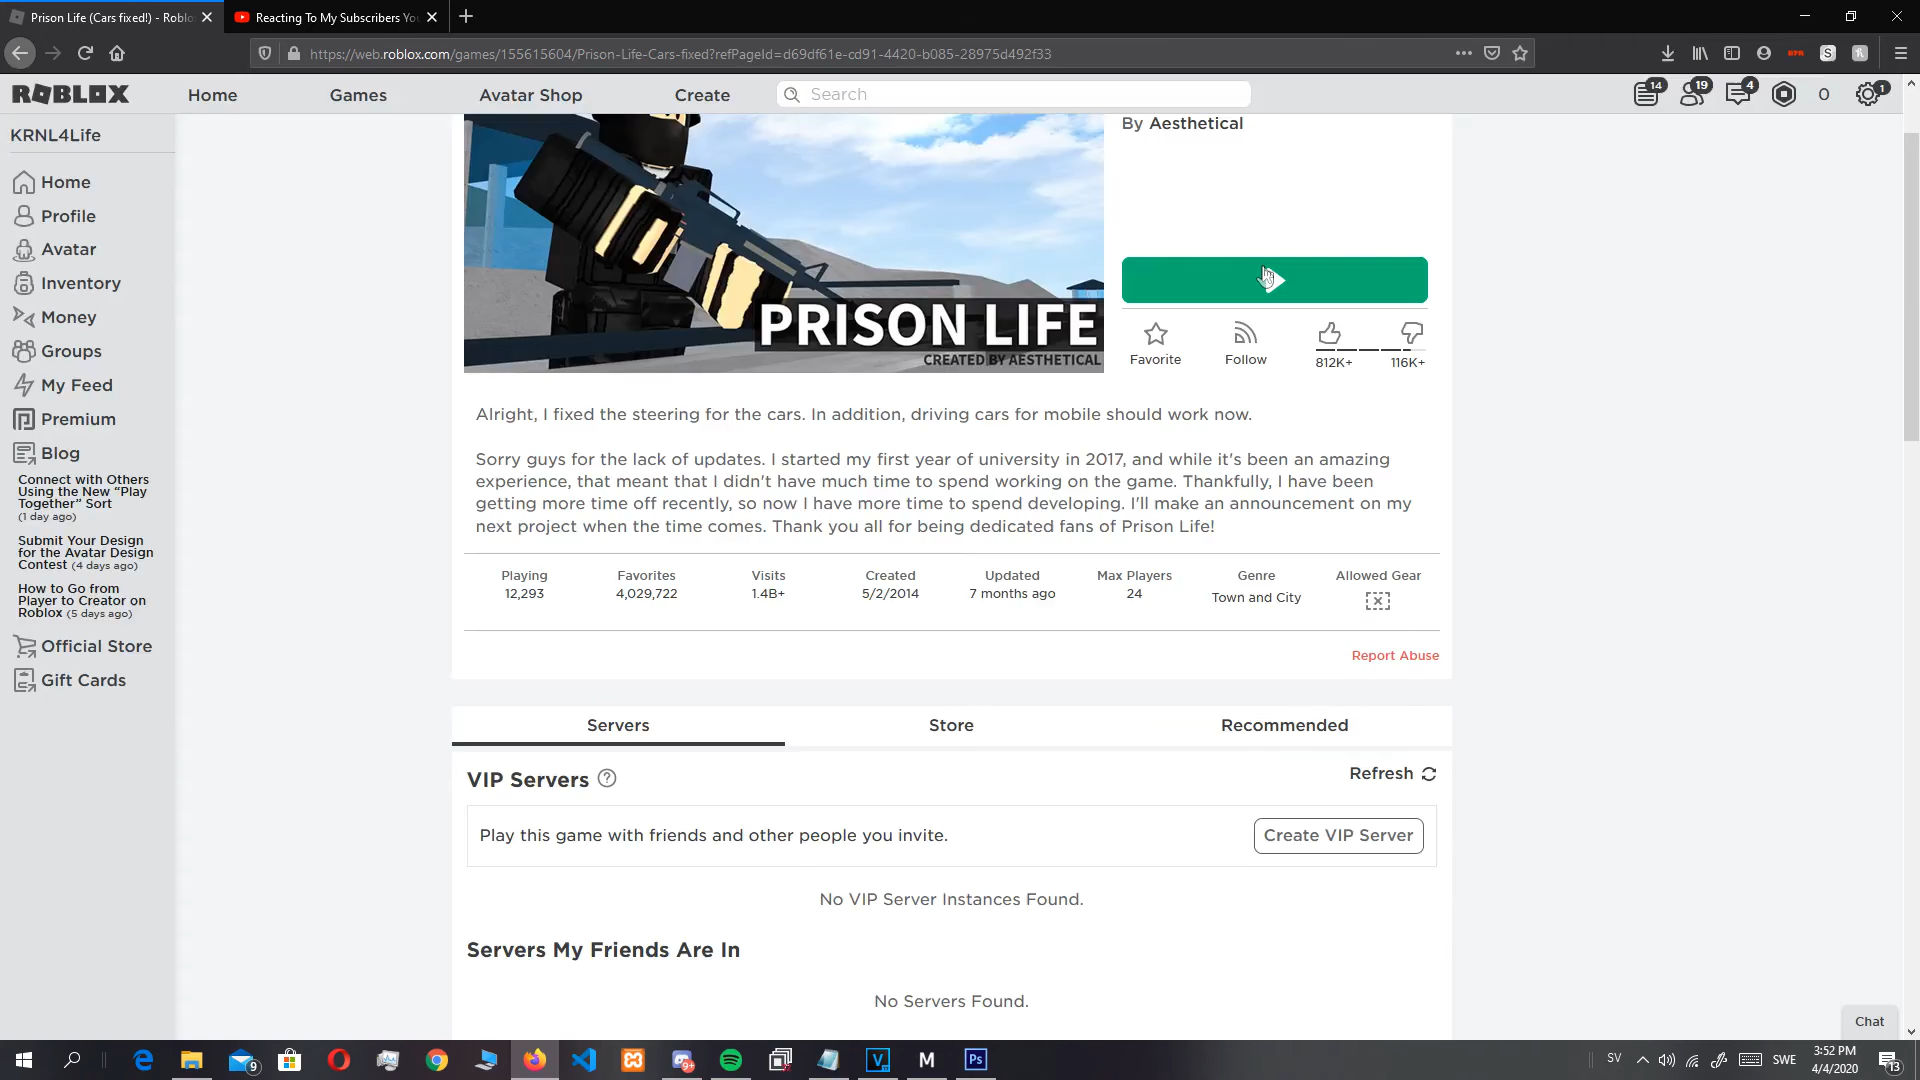 Prison Life (Cars fixed!) - Roblo
Reacting To My Subscribers Yo
https://web.roblox.com/games/155615604/Prison-Life-Cars-fixed?refPageId=d69df61e-cd91-4420-b085-28975d492f33
ROBLOX
Home
Games
Avatar Shop
Create
Search
14
19
4
0
1
KRNL4Life
Home
Profile
Avatar
Inventory
Money
Groups
My Feed
Premium
Blog
Connect with Others
Using the New “Play
Together” Sort
(1 day ago)
Submit Your Design
for the Avatar Design
Contest (4 days ago)
How to Go from
Player to Creator on
Roblox (5 days ago)
Official Store
Gift Cards
PRISON LIFE
CREATED BY AESTHETICAL
By Aesthetical
Favorite
Follow
812K+
116K+
Alright, I fixed the steering for the cars. In addition, driving cars for mobile should work now.
Sorry guys for the lack of updates. I started my first year of university in 2017, and while it's been an amazing
experience, that meant that I didn't have much time to spend working on the game. Thankfully, I have been
getting more time off recently, so now I have more time to spend developing. I'll make an announcement on my
next project when the time comes. Thank you all for being dedicated fans of Prison Life!
Playing
Favorites
Visits
Created
Updated
Max Players
Genre
Allowed Gear
12,293
4,029,722
1.4B+
5/2/2014
7 months ago
24
Town and City
Report Abuse
Servers
Store
Recommended
VIP Servers
Refresh
Play this game with friends and other people you invite.
Create VIP Server
No VIP Server Instances Found.
Servers My Friends Are In
No Servers Found.
Chat
9
9+
V
M
Ps
SV
SWE
3:52 PM
4/4/2020
13